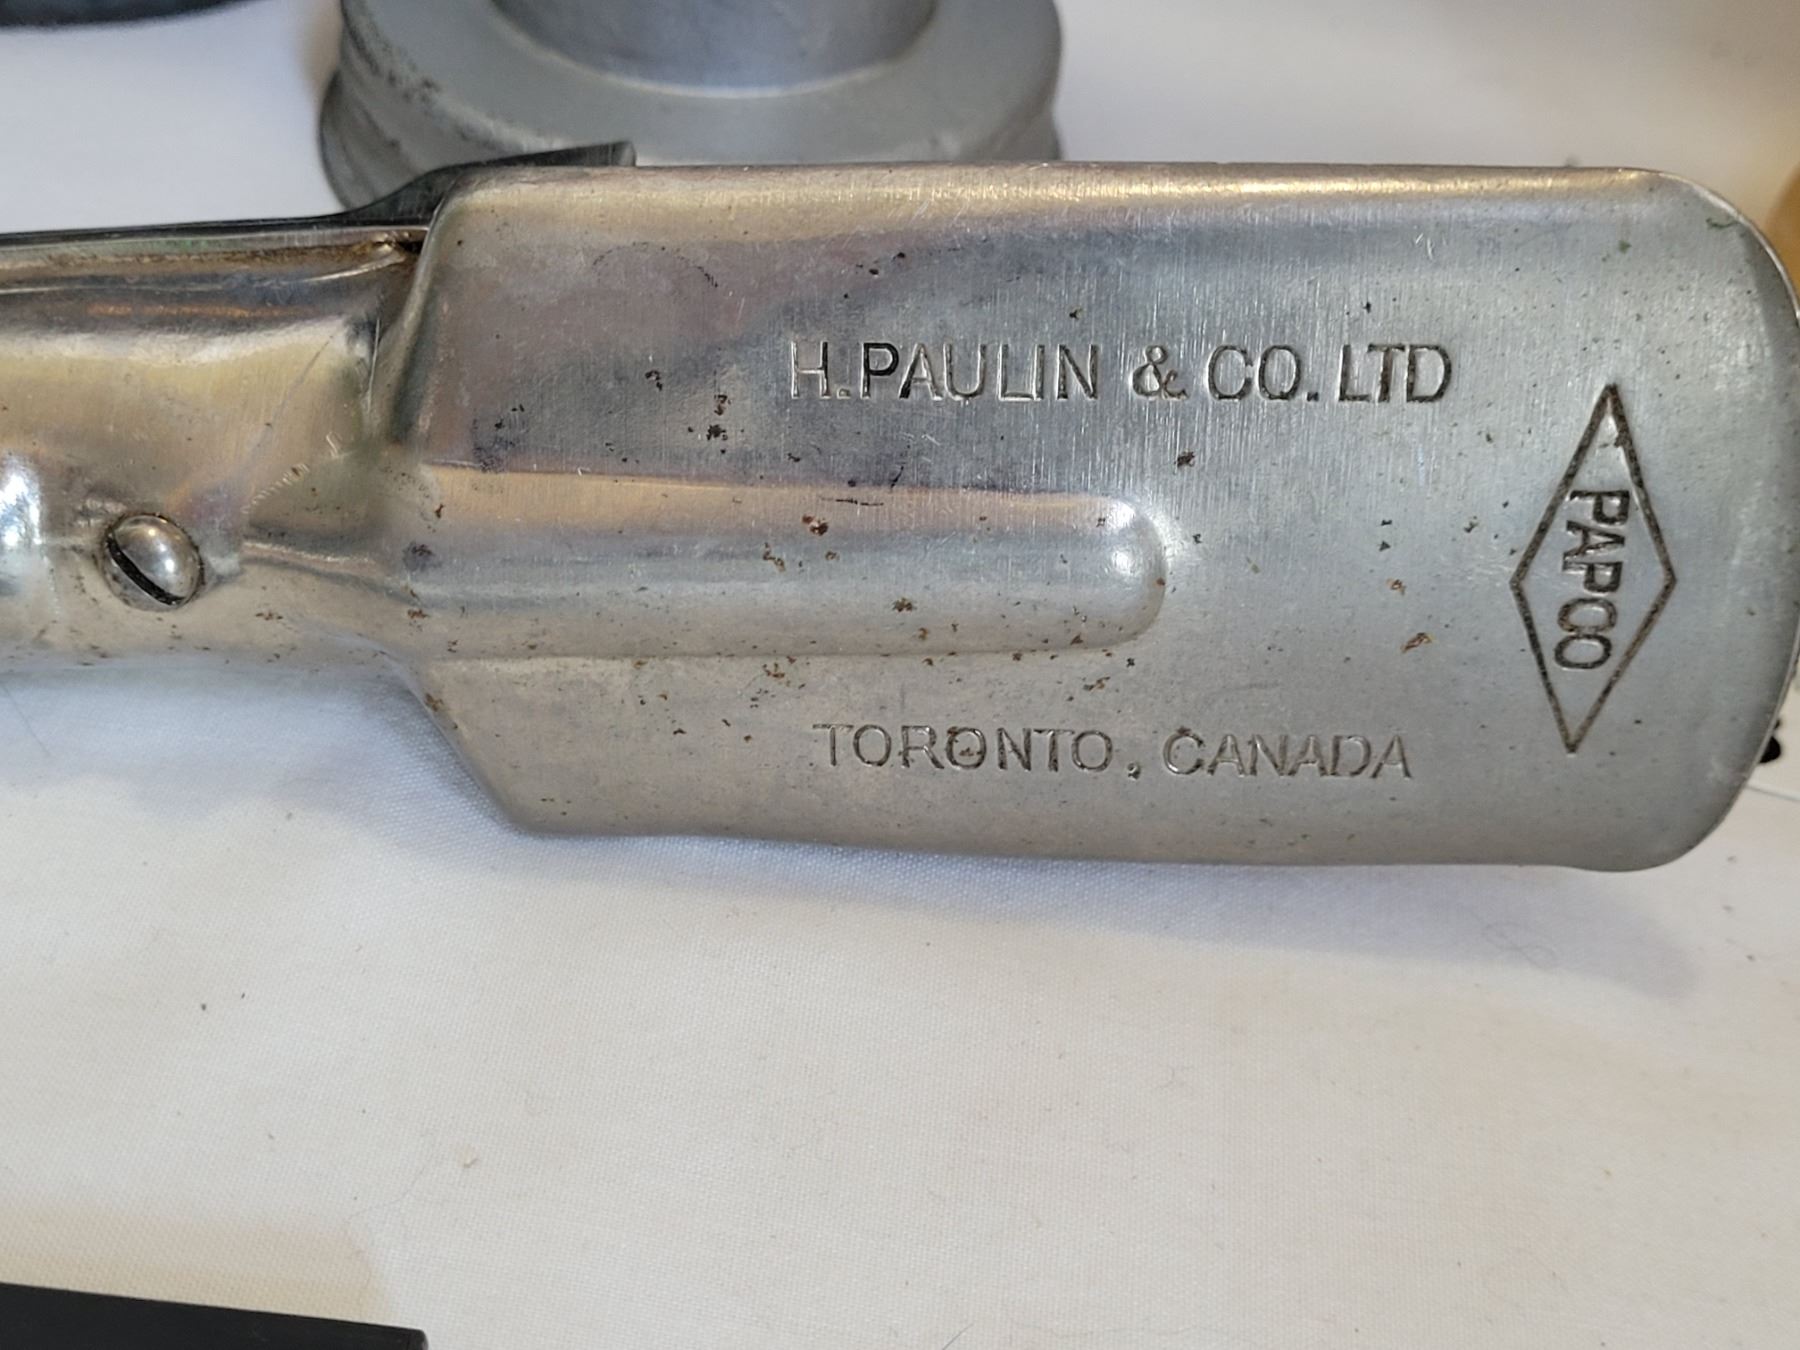 H. PAULIN & CO. LTD
PAPCO
TORONTO, CANADA